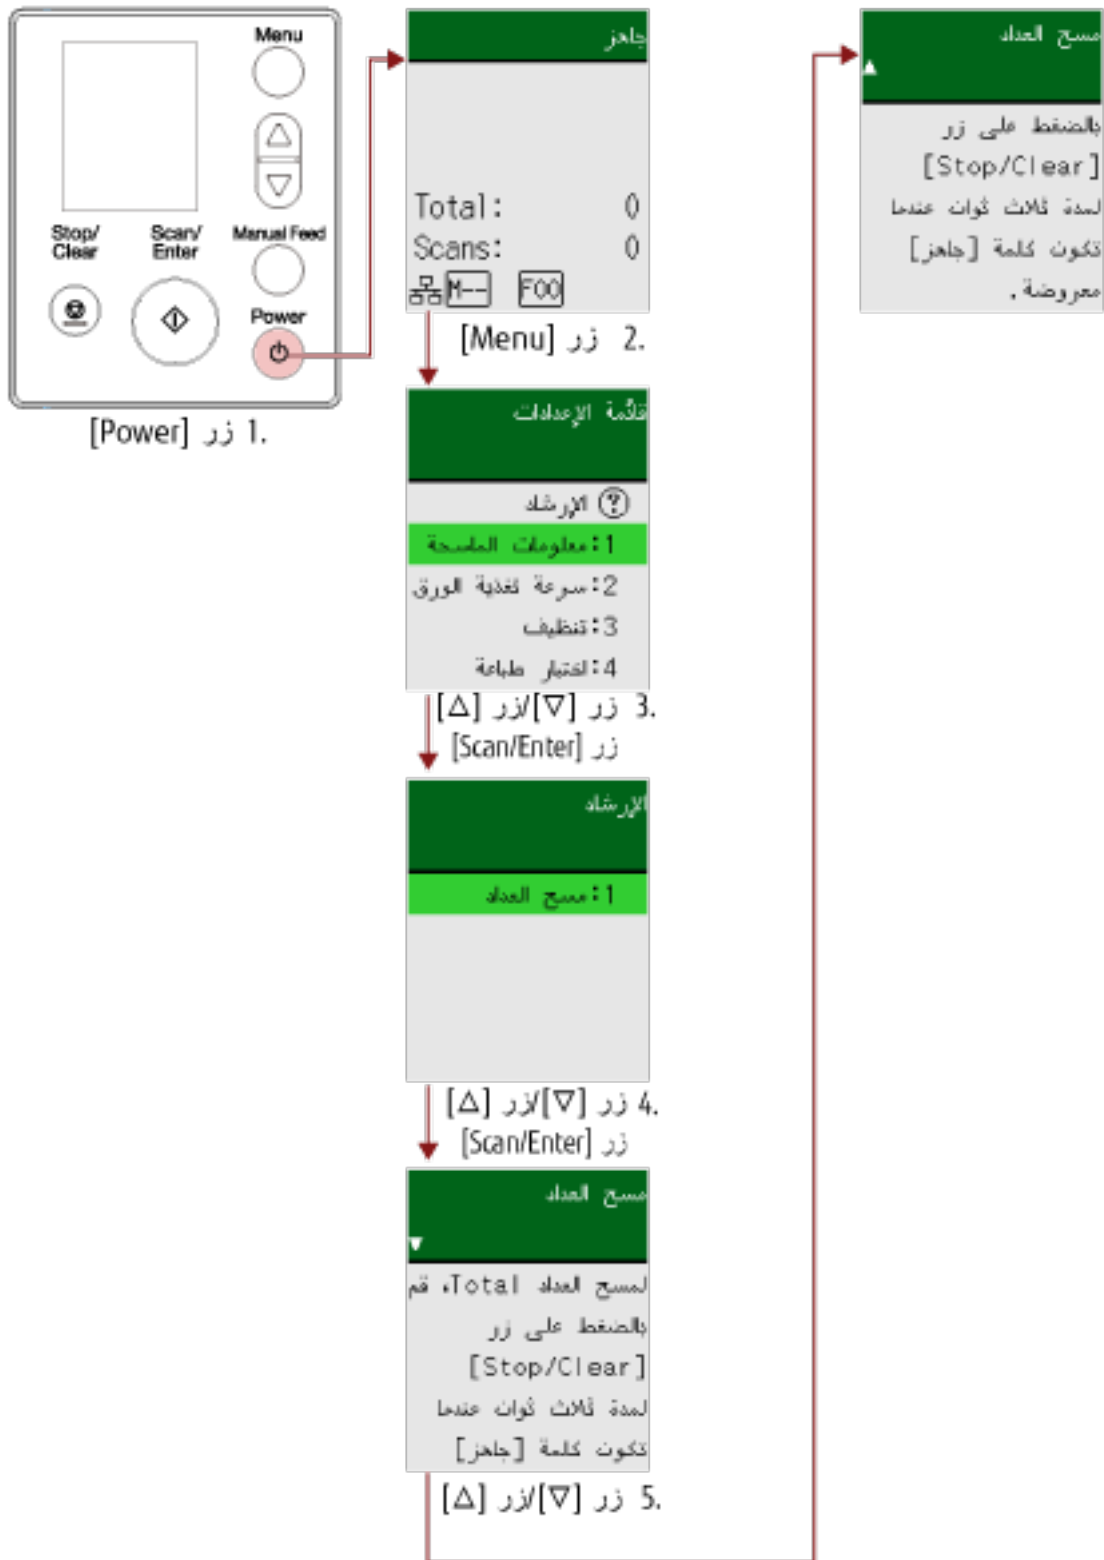 Menu
Stop/
Clear
Scan/
Enter
Manual Feed
Power
1. زر [Power]
جاهز
Total: 0
Scans: 0
M-- F00
2. زر [Menu]
قائمة الإعدادات
? الإرشاد
1:معلومات الماسحة
2:سرعة تغذية الورق
3:تنظيف
4:اختبار طباعة
3. زر [▽]/زر [△]
زر [Scan/Enter]
الإرشاد
1:مسح العداد
4. زر [▽]/زر [△]
زر [Scan/Enter]
مسح العداد
▼
لمسح العداد Total، قم
بالضغط على زر
[Stop/Clear]
لمدة ثلاث ثوان عندما
تكون كلمة [جاهز]
5. زر [▽]/زر [△]
مسح العداد
▲
بالضغط على زر
[Stop/Clear]
لمدة ثلاث ثوان عندما
تكون كلمة [جاهز]
معروضة.